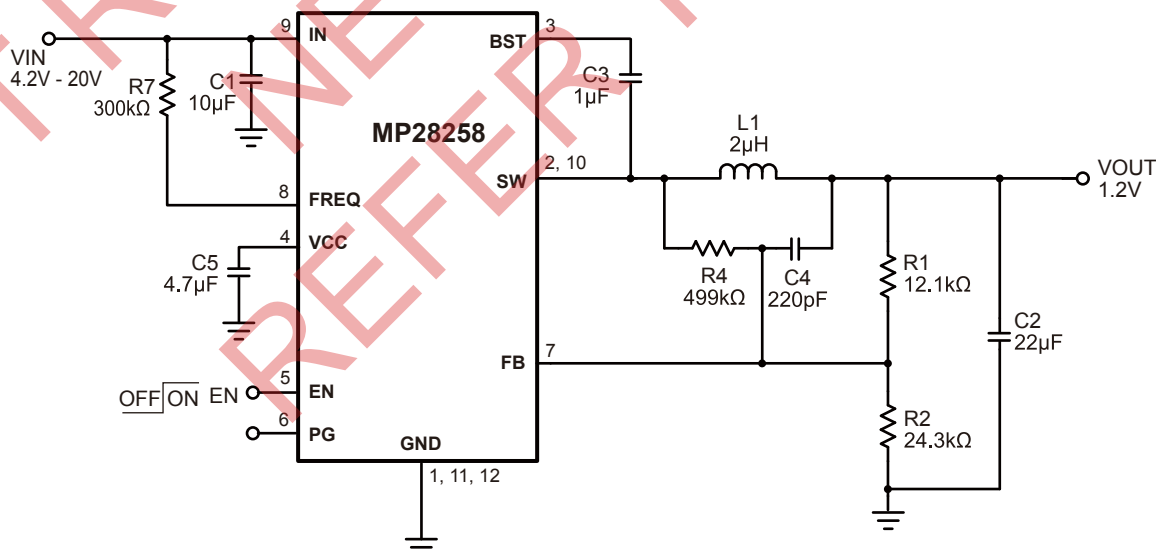 VIN
4.2V - 20V
R7
300kΩ
C1
10µF
9
IN
MP28258
8
FREQ
4
VCC
C5
4.7µF
OFF ON EN
5
EN
6
PG
GND
1, 11, 12
BST
3
C3
1µF
SW
2, 10
L1
2µH
VOUT
1.2V
R4
499kΩ
C4
220pF
R1
12.1kΩ
C2
22µF
FB
7
R2
24.3kΩ
REFER